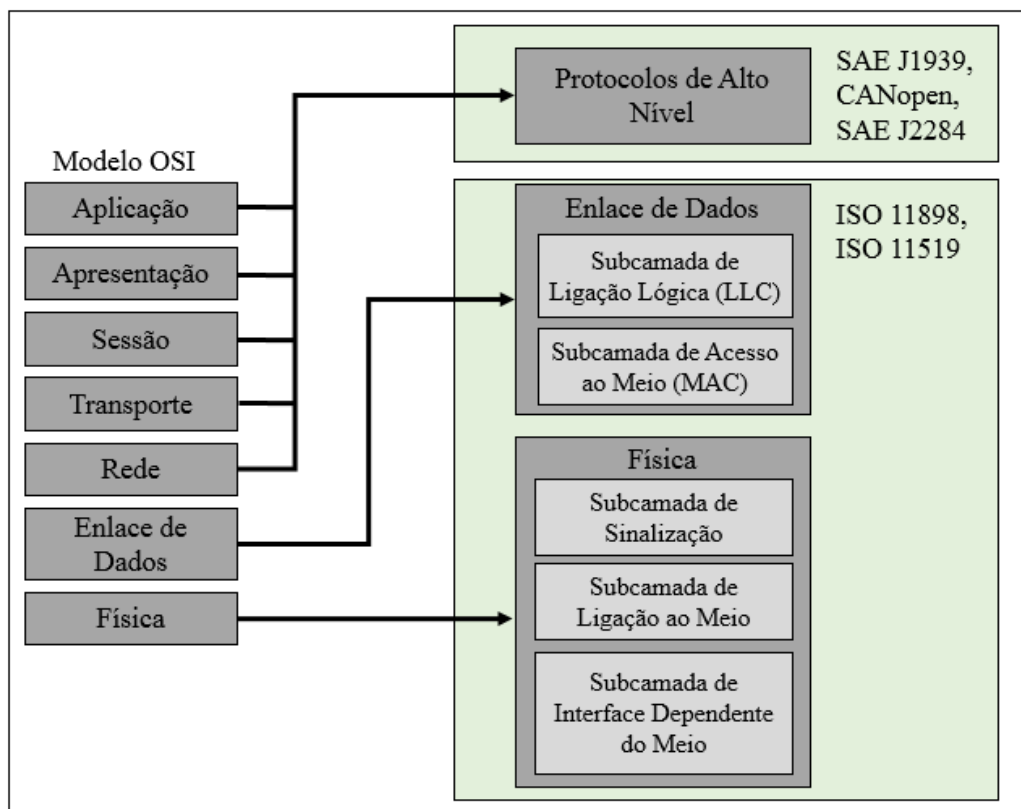 Modelo OSI
Aplicação
Apresentação
Sessão
Transporte
Rede
Enlace de
Dados
Física
Protocolos de Alto
Nível
SAE J1939,
CANopen,
SAE J2284
Enlace de Dados
Subcamada de
Ligação Lógica (LLC)
Subcamada de Acesso
ao Meio (MAC)
ISO 11898,
ISO 11519
Física
Subcamada de
Sinalização
Subcamada de
Ligação ao Meio
Subcamada de
Interface Dependente
do Meio